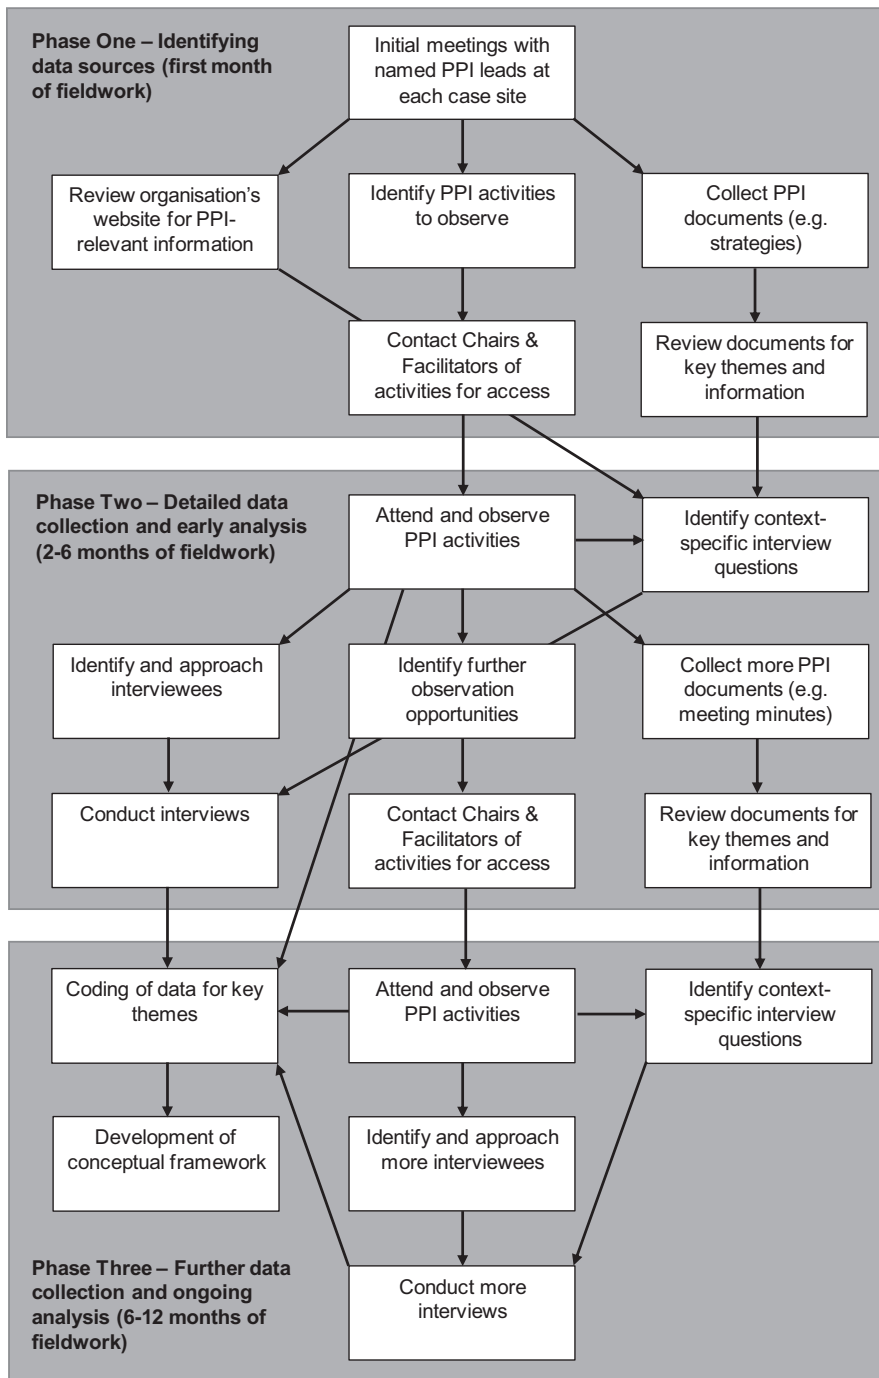 Phase One – Identifying
data sources (first month
of fieldwork)
Initial meetings with
named PPI leads at
each case site
Review organisation's
website for PPI-
relevant information
Identify PPI activities
to observe
Collect PPI
documents (e.g.
strategies)
Contact Chairs &
Facilitators of
activities for access
Review documents for
key themes and
information
Phase Two – Detailed data
collection and early analysis
(2-6 months of fieldwork)
Attend and observe
PPI activities
Identify context-
specific interview
questions
Identify and approach
interviewees
Identify further
observation
opportunities
Collect more PPI
documents (e.g.
meeting minutes)
Conduct interviews
Contact Chairs &
Facilitators of
activities for access
Review documents for
key themes and
information
Coding of data for key
themes
Attend and observe
PPI activities
Identify context-
specific interview
questions
Development of
conceptual framework
Identify and approach
more interviewees
Phase Three – Further data
collection and ongoing
analysis (6-12 months of
fieldwork)
Conduct more
interviews